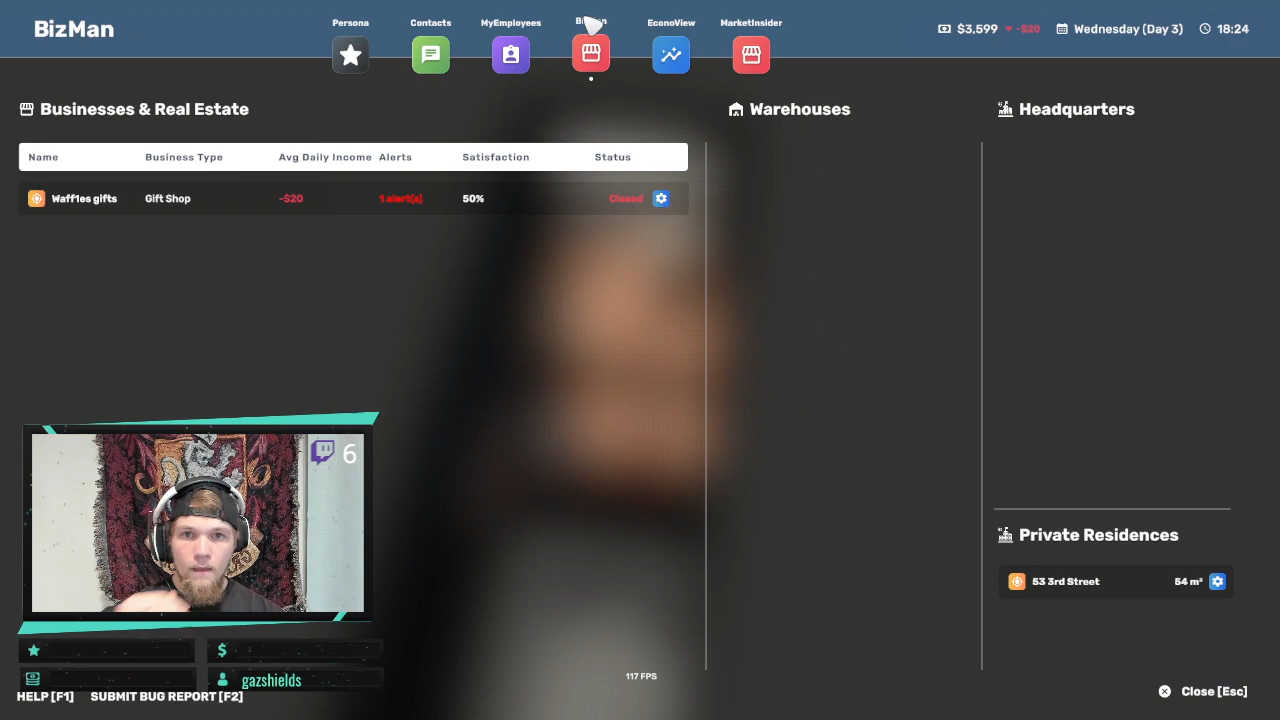 BizMan
Persona
Contacts
MyEmployees
EconoView
MarketInsider
$3,599
-$20
Wednesday (Day 3)
18:24
Businesses & Real Estate
Name Business Type Avg Daily Income Alerts Satisfaction Status
Waff1es gifts Gift Shop -$20 1 alert(s) 50% Closed
Warehouses
Headquarters
Private Residences
53 3rd Street 54 m²
6
$
gazshields
HELP [F1] SUBMIT BUG REPORT [F2]
117 FPS
Close [Esc]